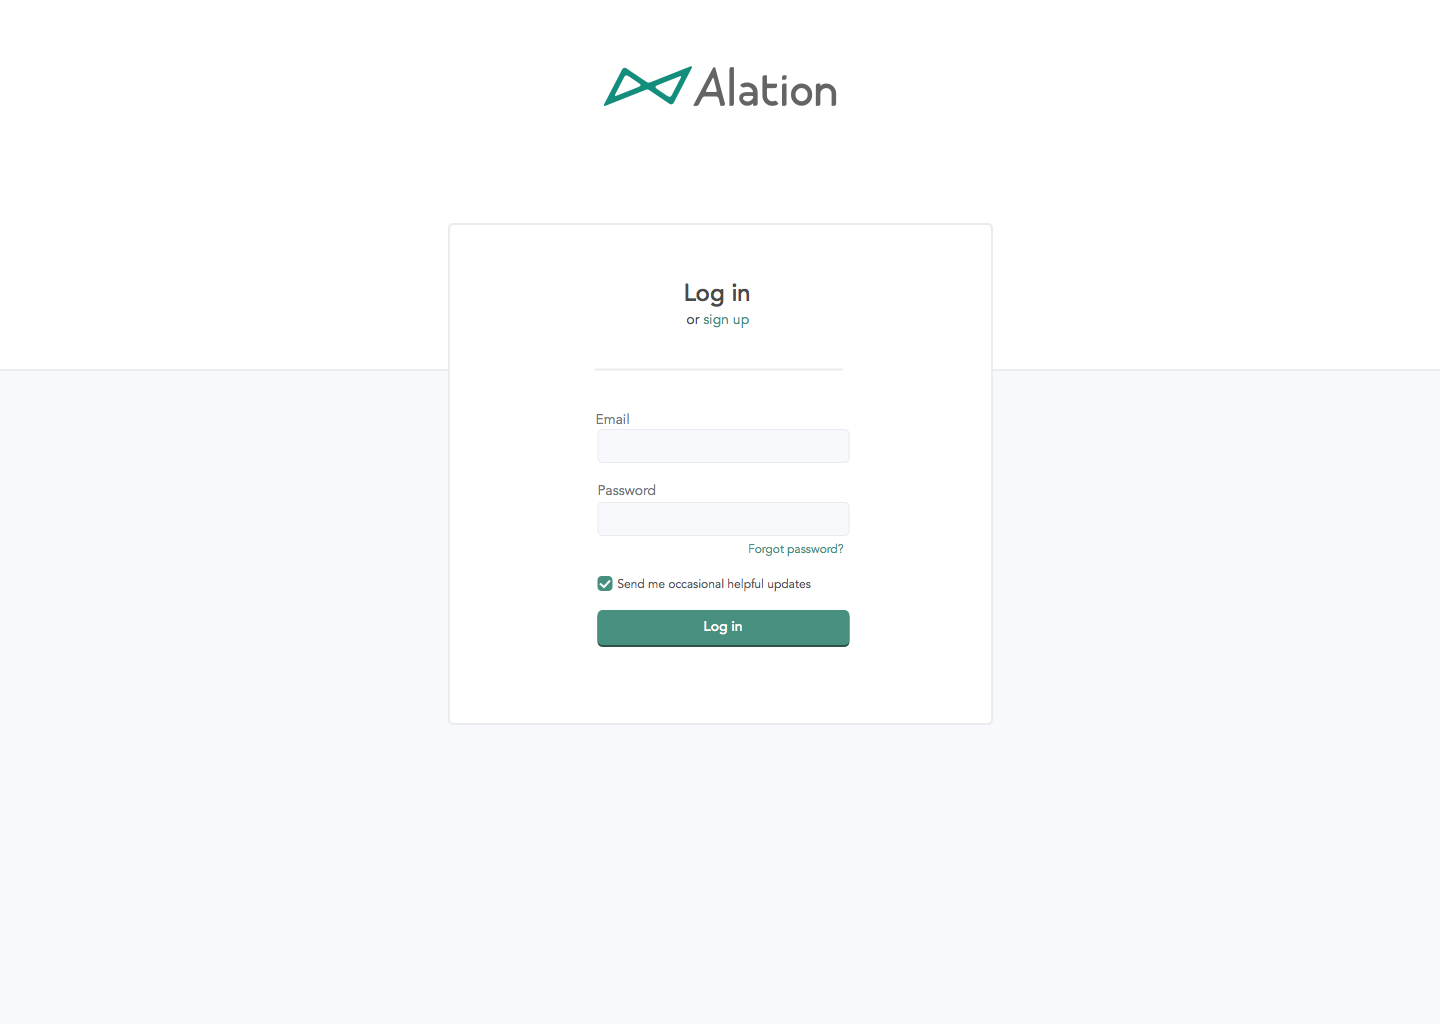 Alation
Log in
or sign up
Email
Password
Forgot password?
Send me occasional helpful updates
Log in